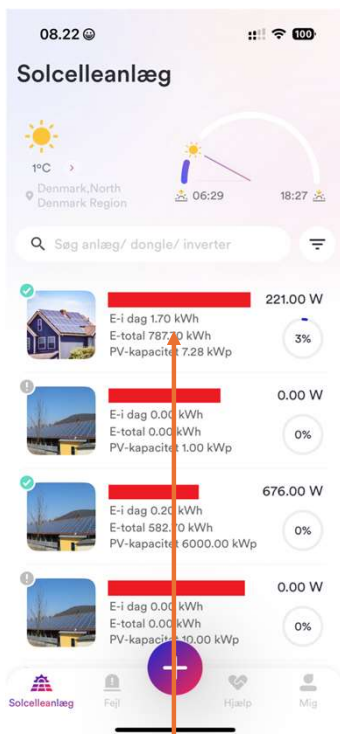 08.22
100
Solcelleanlæg
1°C >
Denmark,North
Denmark Region
06:29
18:27
Søg anlæg/ dongle/ inverter
221.00 W
E-i dag 1.70 kWh
E-total 787.70 kWh
PV-kapacitet 7.28 kWp
3%
0.00 W
E-i dag 0.00 kWh
E-total 0.00 kWh
PV-kapacitet 1.00 kWp
0%
676.00 W
E-i dag 0.20 kWh
E-total 582.70 kWh
PV-kapacitet 6000.00 kWp
0%
0.00 W
E-i dag 0.00 kWh
E-total 0.00 kWh
PV-kapacitet 10.00 kWp
0%
Solcelleanlæg
Fejl
Hjælp
Mig